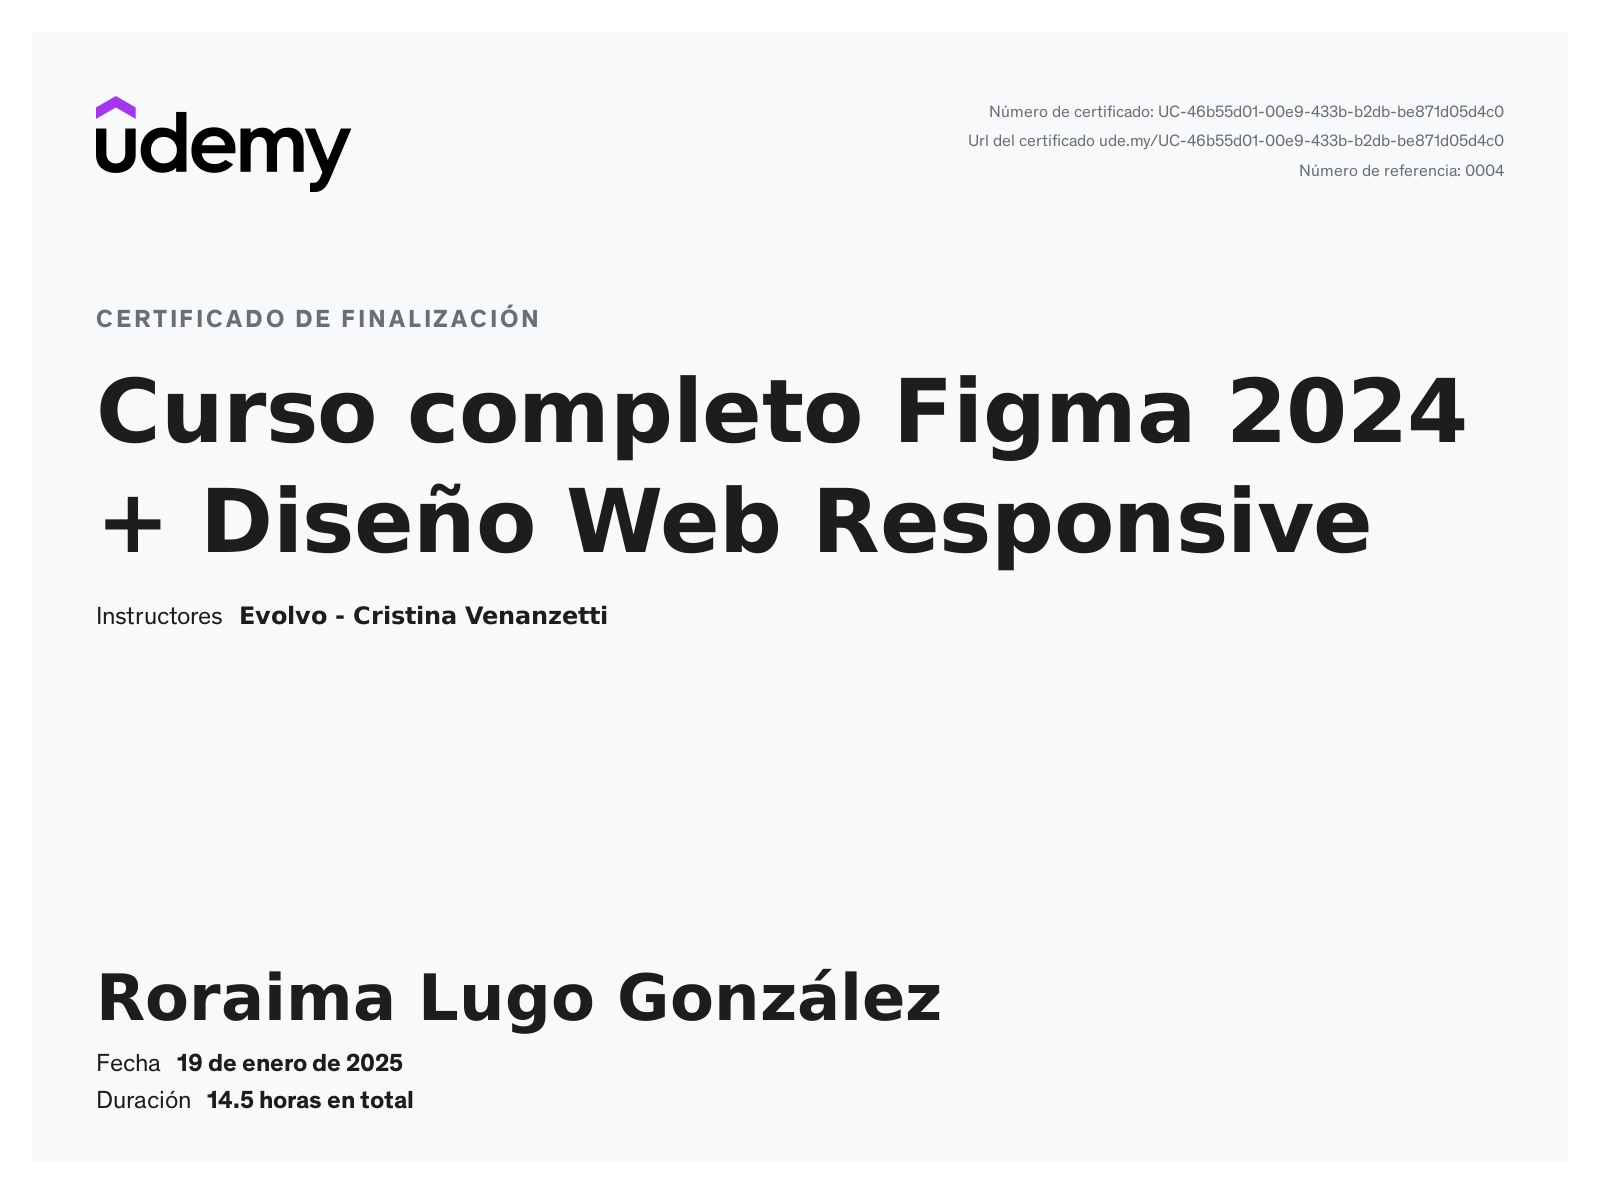 udemy
Número de certificado: UC-46b55d01-00e9-433b-b2db-be871d05d4c0
Url del certificado ude.my/UC-46b55d01-00e9-433b-b2db-be871d05d4c0
Número de referencia: 0004
CERTIFICADO DE FINALIZACIÓN
Curso completo Figma 2024
+ Diseño Web Responsive
Instructores Evolvo - Cristina Venanzetti
Roraima Lugo González
Fecha 19 de enero de 2025
Duración 14.5 horas en total